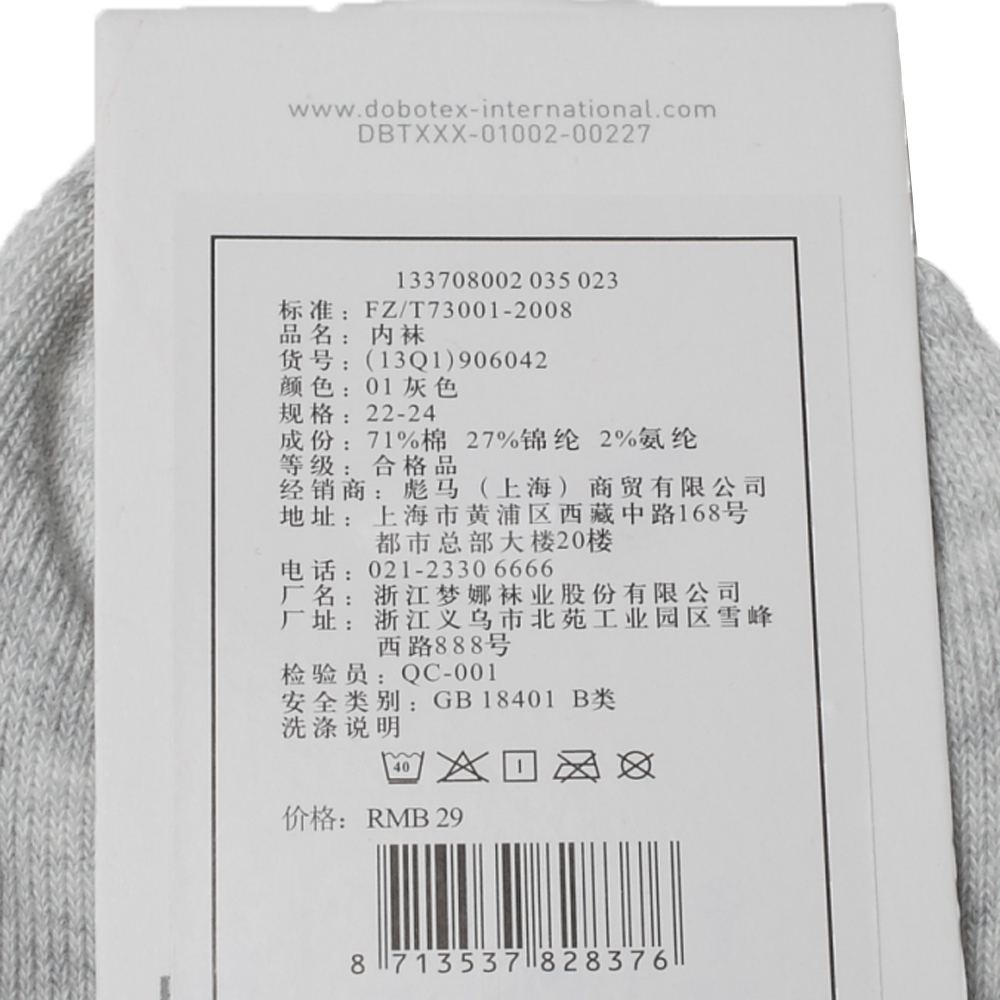 www.dobotex-international.com
DBTXXX-01002-00227
133708002 035 023
标准：FZ/T73001-2008
品名：内袜
货号：(13Q1)906042
颜色：01 灰色
规格：22-24
成份：71%棉 27%锦纶 2%氨纶
等级：合格品
经销商：彪马（上海）商贸有限公司
地址：上海市黄浦区西藏中路168号
都市总部大楼20楼
电话：021-2330 6666
厂名：浙江梦娜袜业股份有限公司
厂址：浙江义乌市北苑工业园区雪峰
西路888号
检验员：QC-001
安全类别：GB 18401 B类
洗涤说明
40
价格：RMB 29
8 713537 828376